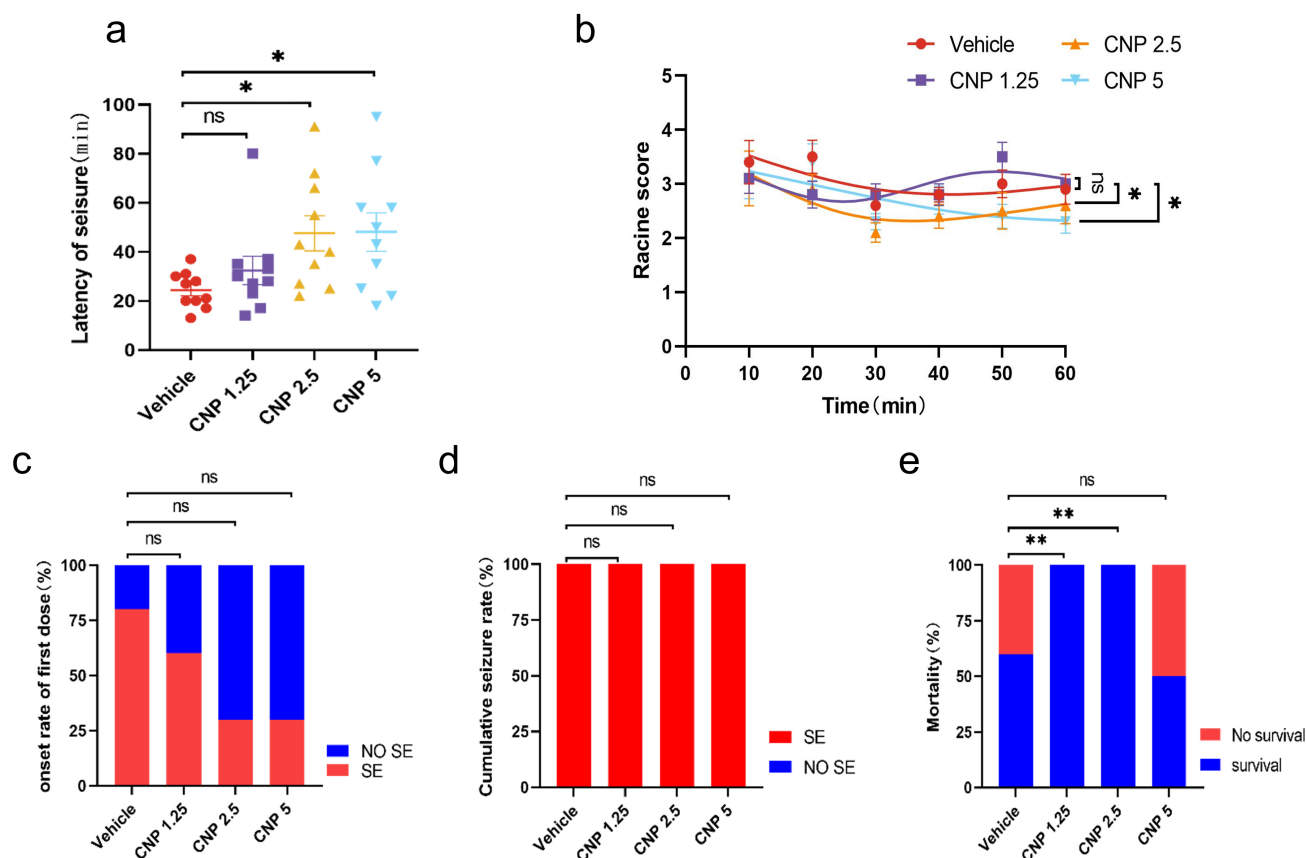 a
*
*
ns
Latency of seisure(min)
100
80
60
40
20
0
Vehicle
CNP 1.25
CNP 2.5
CNP 5
b
Vehicle
CNP 2.5
CNP 1.25
CNP 5
Racine score
5
4
3
2
1
0
ns
*
*
0 10 20 30 40 50 60
Time(min)
c
ns
ns
ns
onset rate of first dose(%)
100
75
50
25
0
NO SE
SE
Vehicle
CNP 1.25
CNP 2.5
CNP 5
d
ns
ns
ns
Cumulative seizure rate(%)
100
75
50
25
0
SE
NO SE
Vehicle
CNP 1.25
CNP 2.5
CNP 5
e
ns
**
**
Mortality(%)
100
75
50
25
0
No survival
survival
Vehicle
CNP 1.25
CNP 2.5
CNP 5